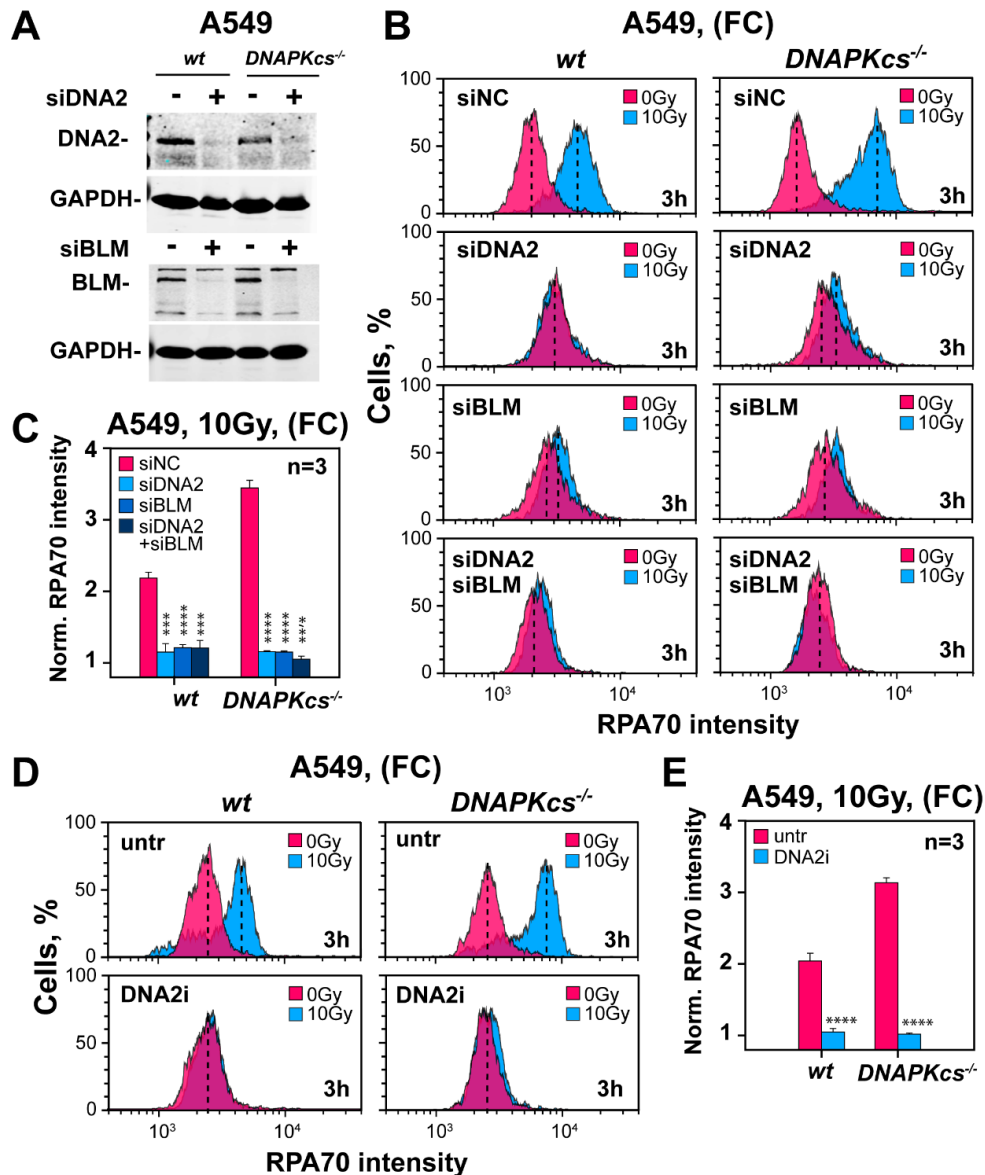 A
A549
wt DNAPKcs-/-
siDNA2 - + - +
DNA2-
GAPDH-
siBLM - + - +
BLM-
GAPDH-
B
A549, (FC)
wt DNAPKcs-/-
Cells, %
100
50
0
siNC
0Gy
10Gy
3h
siNC
0Gy
10Gy
3h
100
50
0
siDNA2
0Gy
10Gy
3h
siDNA2
0Gy
10Gy
3h
100
50
0
siBLM
0Gy
10Gy
3h
siBLM
0Gy
10Gy
3h
100
50
0
siDNA2
siBLM
0Gy
10Gy
3h
siDNA2
siBLM
0Gy
10Gy
3h
10³ 10⁴ 10³ 10⁴
RPA70 intensity
C
A549, 10Gy, (FC)
Norm. RPA70 intensity
4
3
2
1
n=3
siNC
siDNA2
siBLM
siDNA2
+siBLM
*** **** *** **** **** **'*
wt DNAPKcs-/-
D
A549, (FC)
wt DNAPKcs-/-
Cells, %
100
50
0
untr
0Gy
10Gy
3h
untr
0Gy
10Gy
3h
100
50
0
DNA2i
0Gy
10Gy
3h
DNA2i
0Gy
10Gy
3h
10³ 10⁴ 10³ 10⁴
RPA70 intensity
E
A549, 10Gy, (FC)
Norm. RPA70 intensity
4
3
2
1
untr
DNA2i
n=3
**** ****
wt DNAPKcs-/-